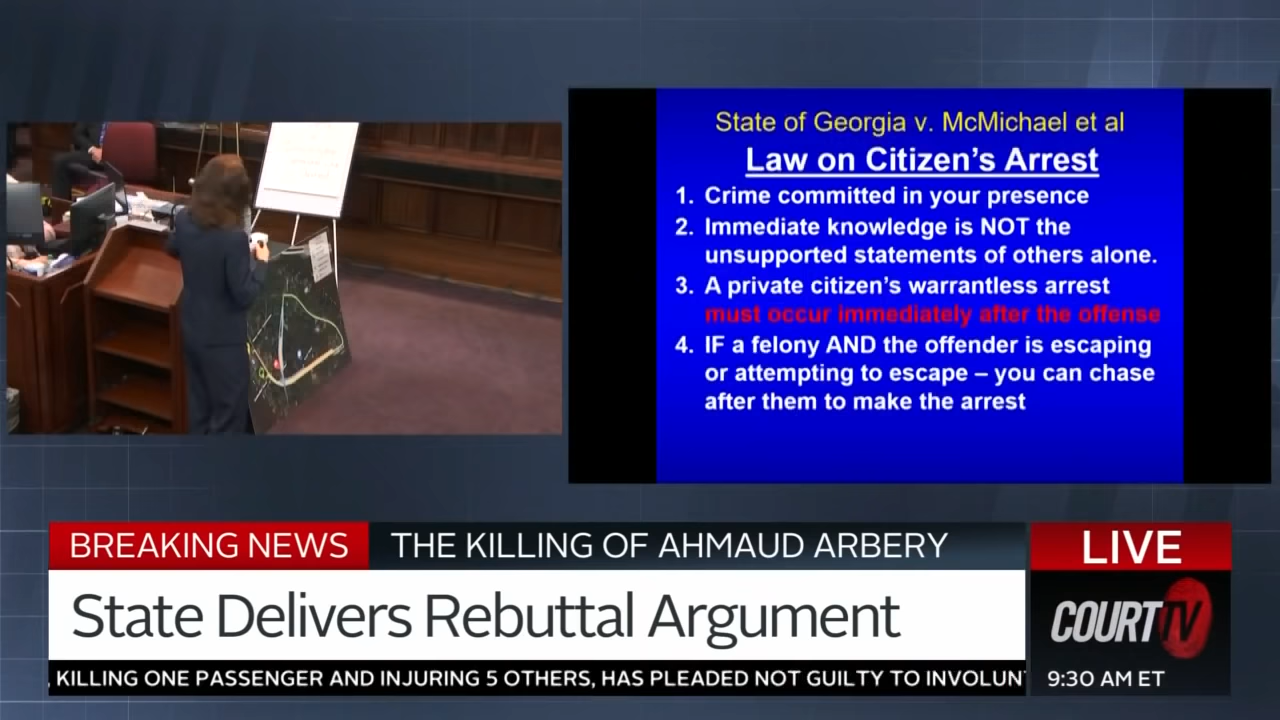 State of Georgia v. McMichael et al
Law on Citizen's Arrest
1. Crime committed in your presence
2. Immediate knowledge is NOT the
unsupported statements of others alone.
3. A private citizen's warrantless arrest
must occur immediately after the offense
4. IF a felony AND the offender is escaping
or attempting to escape – you can chase
after them to make the arrest
BREAKING NEWS
THE KILLING OF AHMAUD ARBERY
LIVE
State Delivers Rebuttal Argument
COURT TV
, KILLING ONE PASSENGER AND INJURING 5 OTHERS, HAS PLEADED NOT GUILTY TO INVOLUN
9:30 AM ET